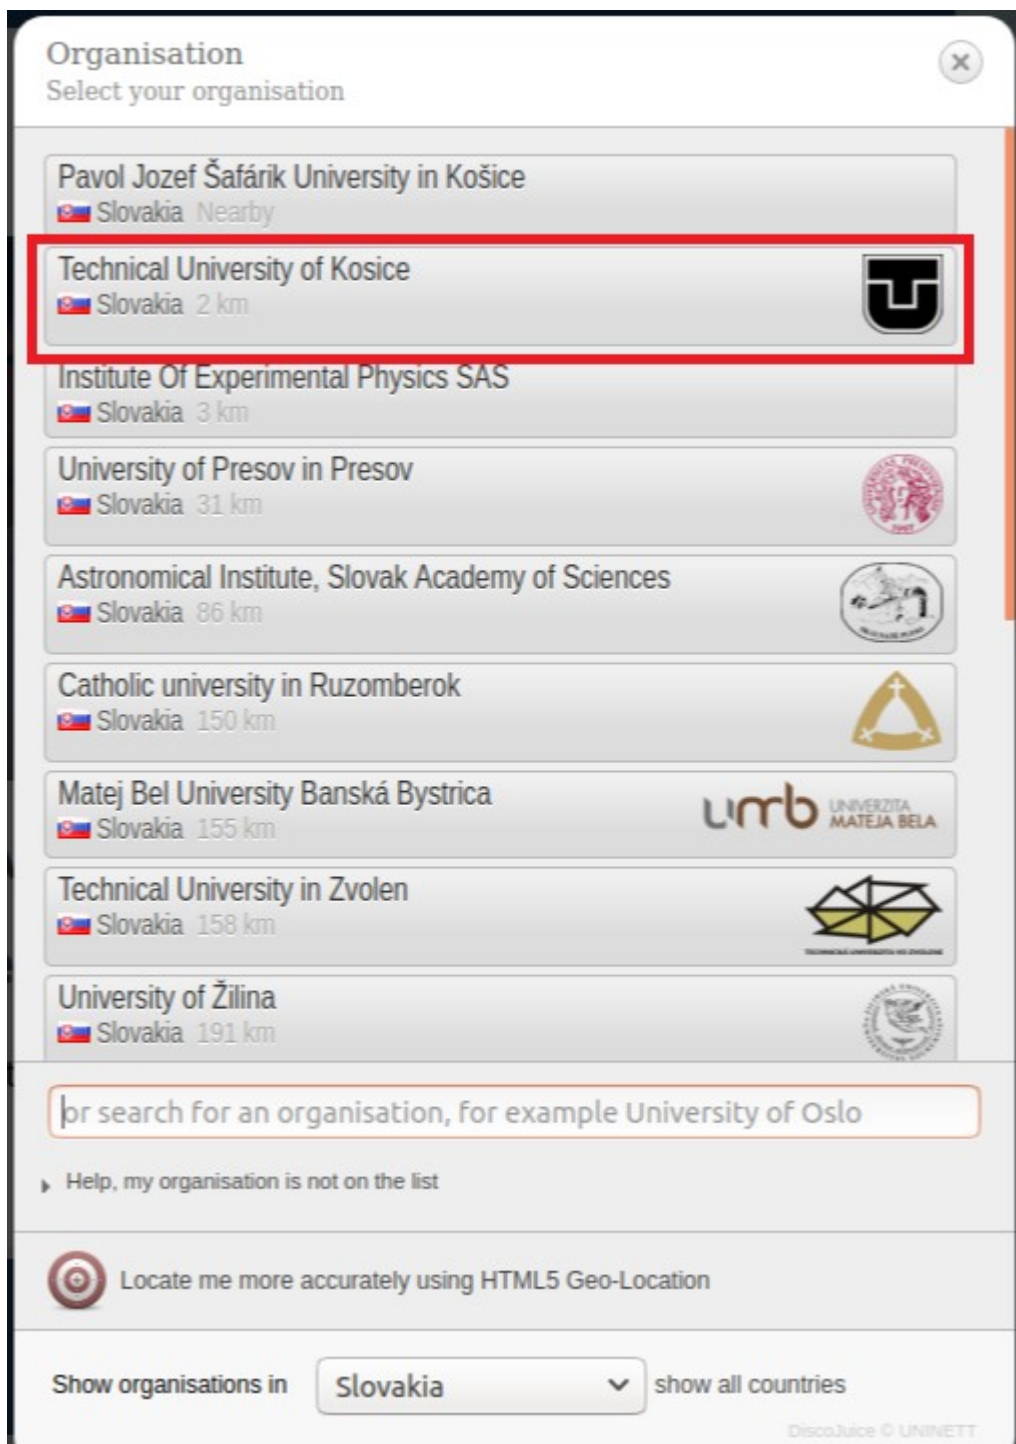 Organisation
Select your organisation
Pavol Jozef Šafárik University in Košice
Slovakia Nearby
Technical University of Kosice
Slovakia 2 km
Institute Of Experimental Physics SAS
Slovakia 3 km
University of Presov in Presov
Slovakia 31 km
Astronomical Institute, Slovak Academy of Sciences
Slovakia 86 km
Catholic university in Ruzomberok
Slovakia 150 km
Matej Bel University Banská Bystrica
Slovakia 155 km
umb UNIVERZITA
MATEJA BELA
Technical University in Zvolen
Slovakia 158 km
University of Žilina
Slovakia 191 km
or search for an organisation, for example University of Oslo
Help, my organisation is not on the list
Locate me more accurately using HTML5 Geo-Location
Show organisations in Slovakia show all countries
DiscoJuice © UNINETT